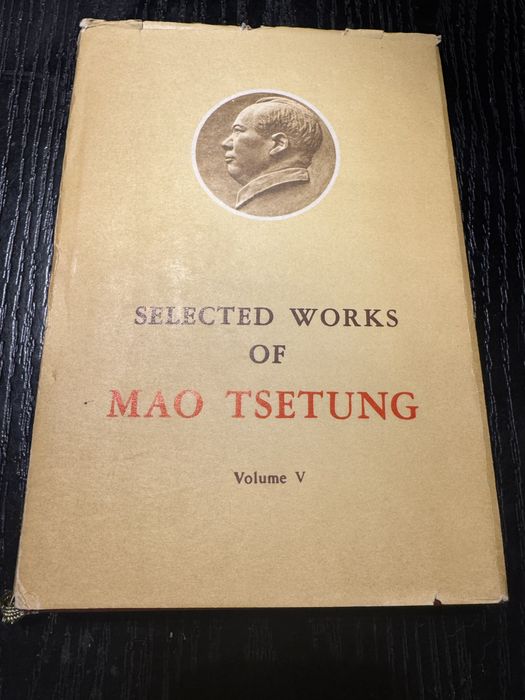 SELECTED WORKS
OF
MAO TSETUNG
Volume V